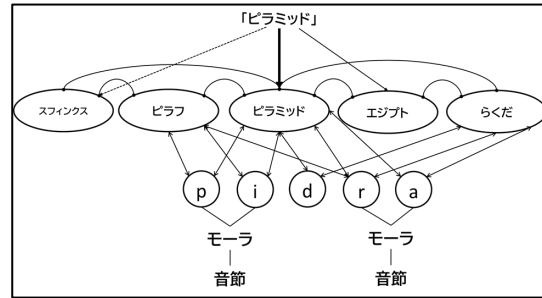 「ピラミッド」
スフィンクス ピラフ ピラミッド エジプト らくだ
p i d r a
モーラ モーラ
音節 音節